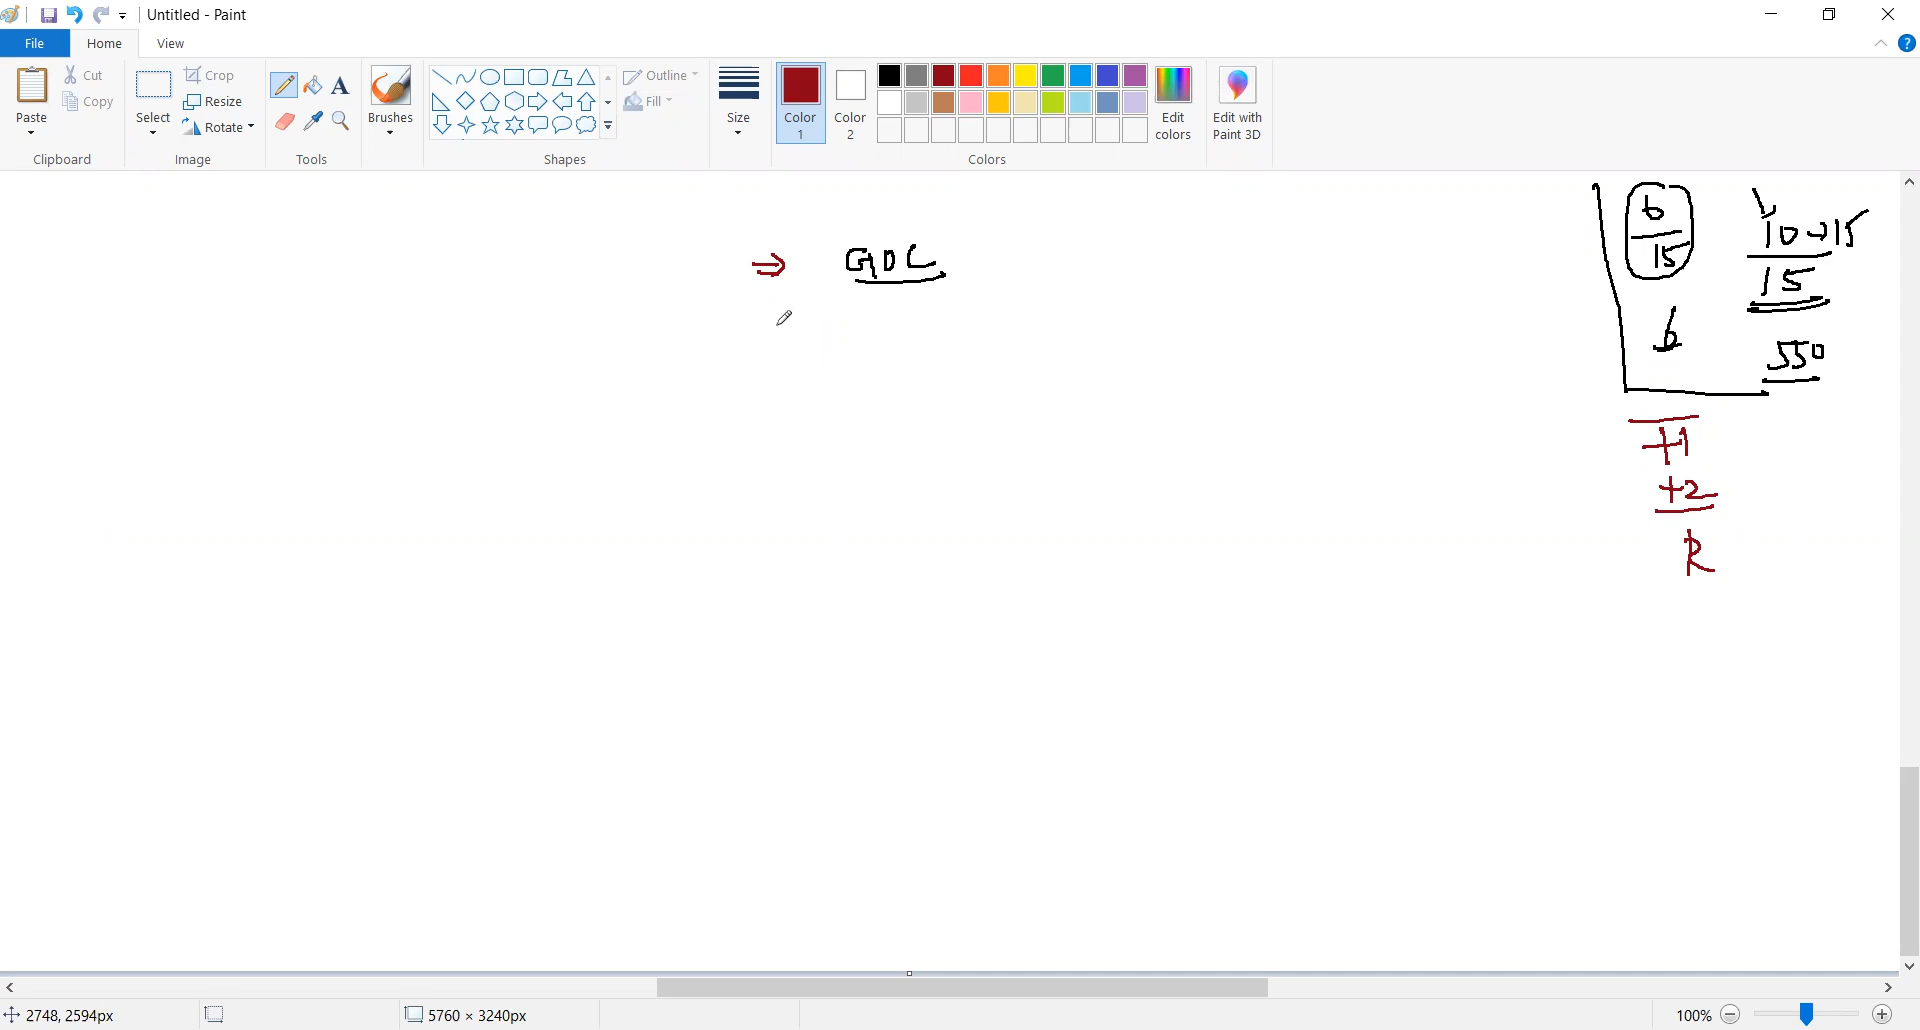 Untitled - Paint
File Home View
Paste
Cut
Copy
Clipboard
Select
Crop
Resize
Rotate
Image
Tools
Brushes
Shapes
Outline
Fill
Size
Color 1
Color 2
Colors
Edit colors
Edit with Paint 3D
⇒ GDC
6
15
10→15
15
6
550
+1
+2
R
2748, 2594px
5760 × 3240px
100%